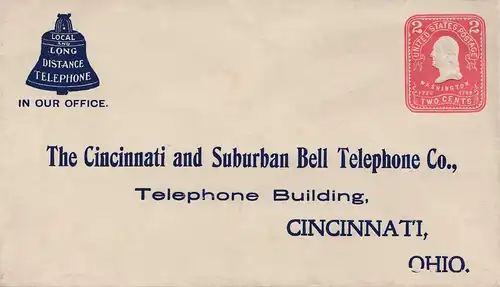 LOCAL
AND
LONG
DISTANCE
TELEPHONE
IN OUR OFFICE.
UNITED STATES POSTAGE
2 2
WASHINGTON
TWO CENTS
The Cincinnati and Suburban Bell Telephone Co.,
Telephone Building,
CINCINNATI,
OHIO.